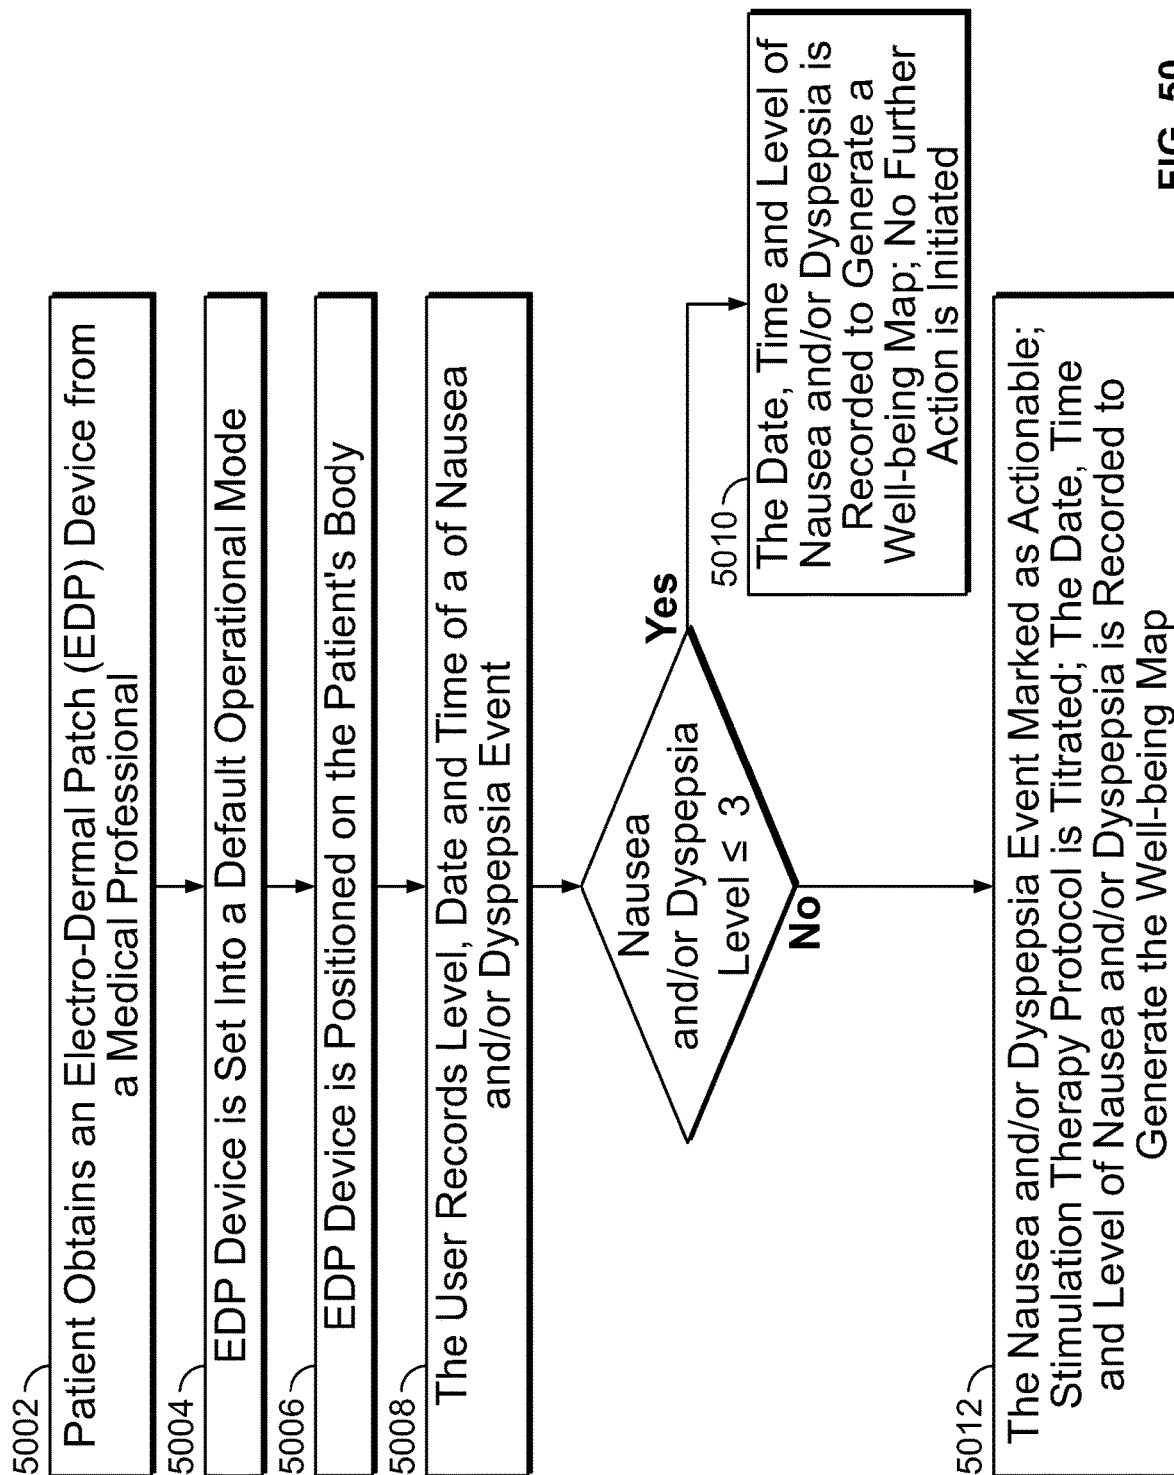 5002
Patient Obtains an Electro-Dermal Patch (EDP) Device from
a Medical Professional
5004
EDP Device is Set Into a Default Operational Mode
5006
EDP Device is Positioned on the Patient's Body
5008
The User Records Level, Date and Time of a of Nausea
and/or Dyspepsia Event
Nausea
and/or Dyspepsia
Level ≤ 3
Yes
No
5010
The Date, Time and Level of
Nausea and/or Dyspepsia is
Recorded to Generate a
Well-being Map; No Further
Action is Initiated
5012
The Nausea and/or Dyspepsia Event Marked as Actionable;
Stimulation Therapy Protocol is Titrated; The Date, Time
and Level of Nausea and/or Dyspepsia is Recorded to
Generate the Well-being Map
FIG. 50